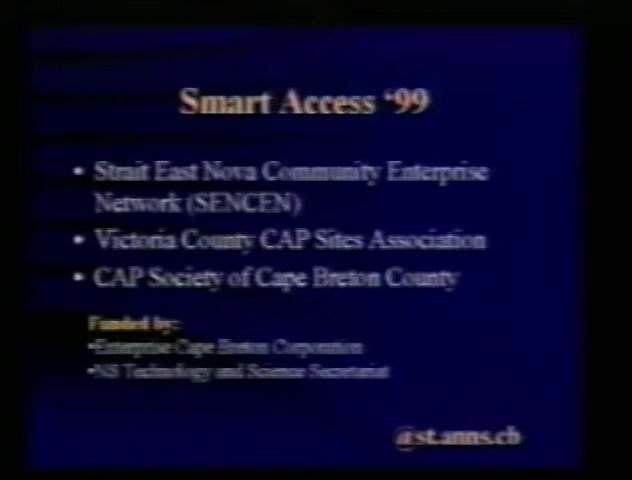 Smart Access ‘99
• Strait East Nova Community Enterprise
Network (SENCEN)
• Victoria County CAP Sites Association
• CAP Society of Cape Breton County
Funded by:
•Enterprise Cape Breton Corporation
•NS Technology and Science Secretariat
@st.anns.cb